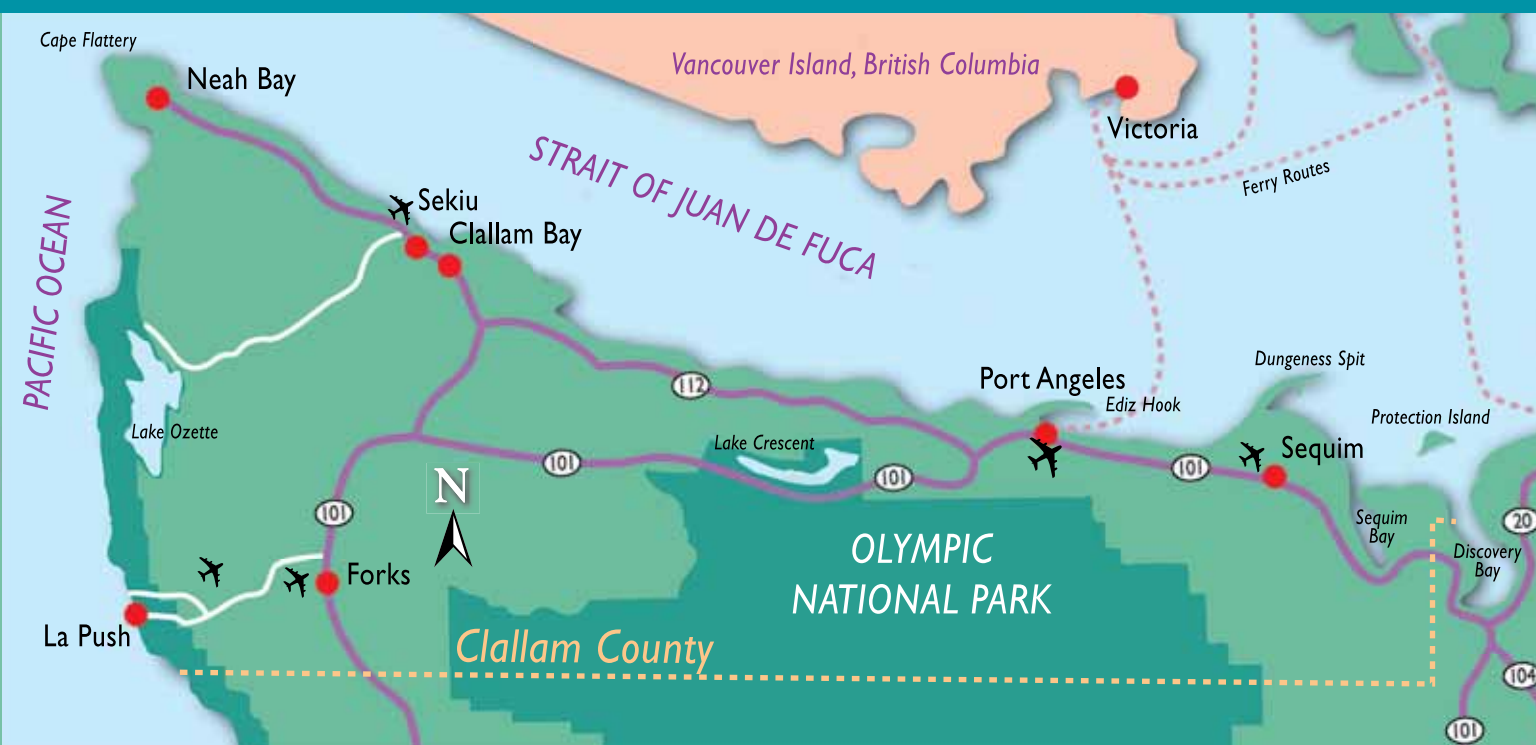 Cape Flattery
Neah Bay
Vancouver Island, British Columbia
Victoria
STRAIT OF JUAN DE FUCA
Ferry Routes
Sekiu
Clallam Bay
PACIFIC OCEAN
Lake Ozette
112
Port Angeles
Ediz Hook
Dungeness Spit
Protection Island
Lake Crescent
101
101
101
Sequim
N
101
Sequim
Bay
Discovery
Bay
20
OLYMPIC
NATIONAL PARK
Forks
La Push
Clallam County
104
101